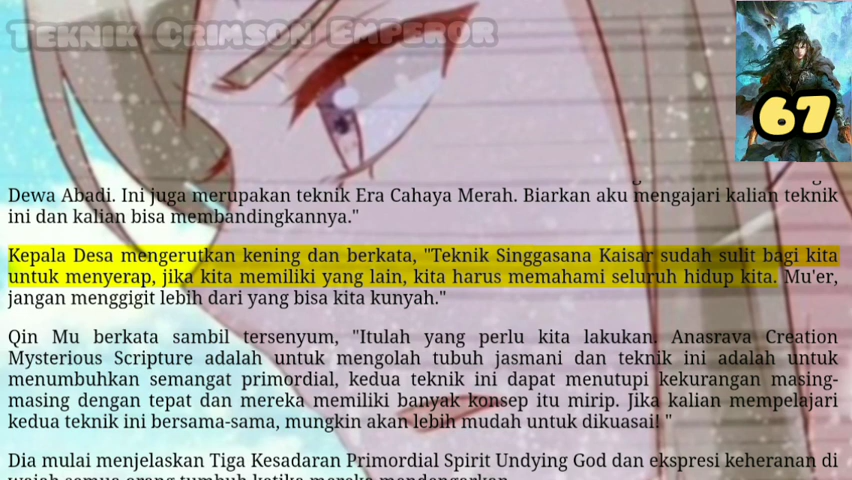 Teknik Crimson Emperor
67
Dewa Abadi. Ini juga merupakan teknik Era Cahaya Merah. Biarkan aku mengajari kalian teknik
ini dan kalian bisa membandingkannya."
Kepala Desa mengerutkan kening dan berkata, "Teknik Singgasana Kaisar sudah sulit bagi kita
untuk menyerap, jika kita memiliki yang lain, kita harus memahami seluruh hidup kita. Mu'er,
jangan menggigit lebih dari yang bisa kita kunyah."
Qin Mu berkata sambil tersenyum, "Itulah yang perlu kita lakukan. Anasrava Creation
Mysterious Scripture adalah untuk mengolah tubuh jasmani dan teknik ini adalah untuk
menumbuhkan semangat primordial, kedua teknik ini dapat menutupi kekurangan masing-
masing dengan tepat dan mereka memiliki banyak konsep itu mirip. Jika kalian mempelajari
kedua teknik ini bersama-sama, mungkin akan lebih mudah untuk dikuasai! "
Dia mulai menjelaskan Tiga Kesadaran Primordial Spirit Undying God dan ekspresi keheranan di